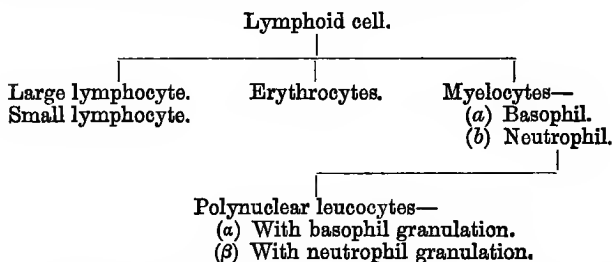 Lymphoid cell.
Large lymphocyte.
Small lymphocyte.
Erythrocytes.
Myelocytes—
(a) Basophil.
(b) Neutrophil.
Polynuclear leucocytes—
(α) With basophil granulation.
(β) With neutrophil granulation.